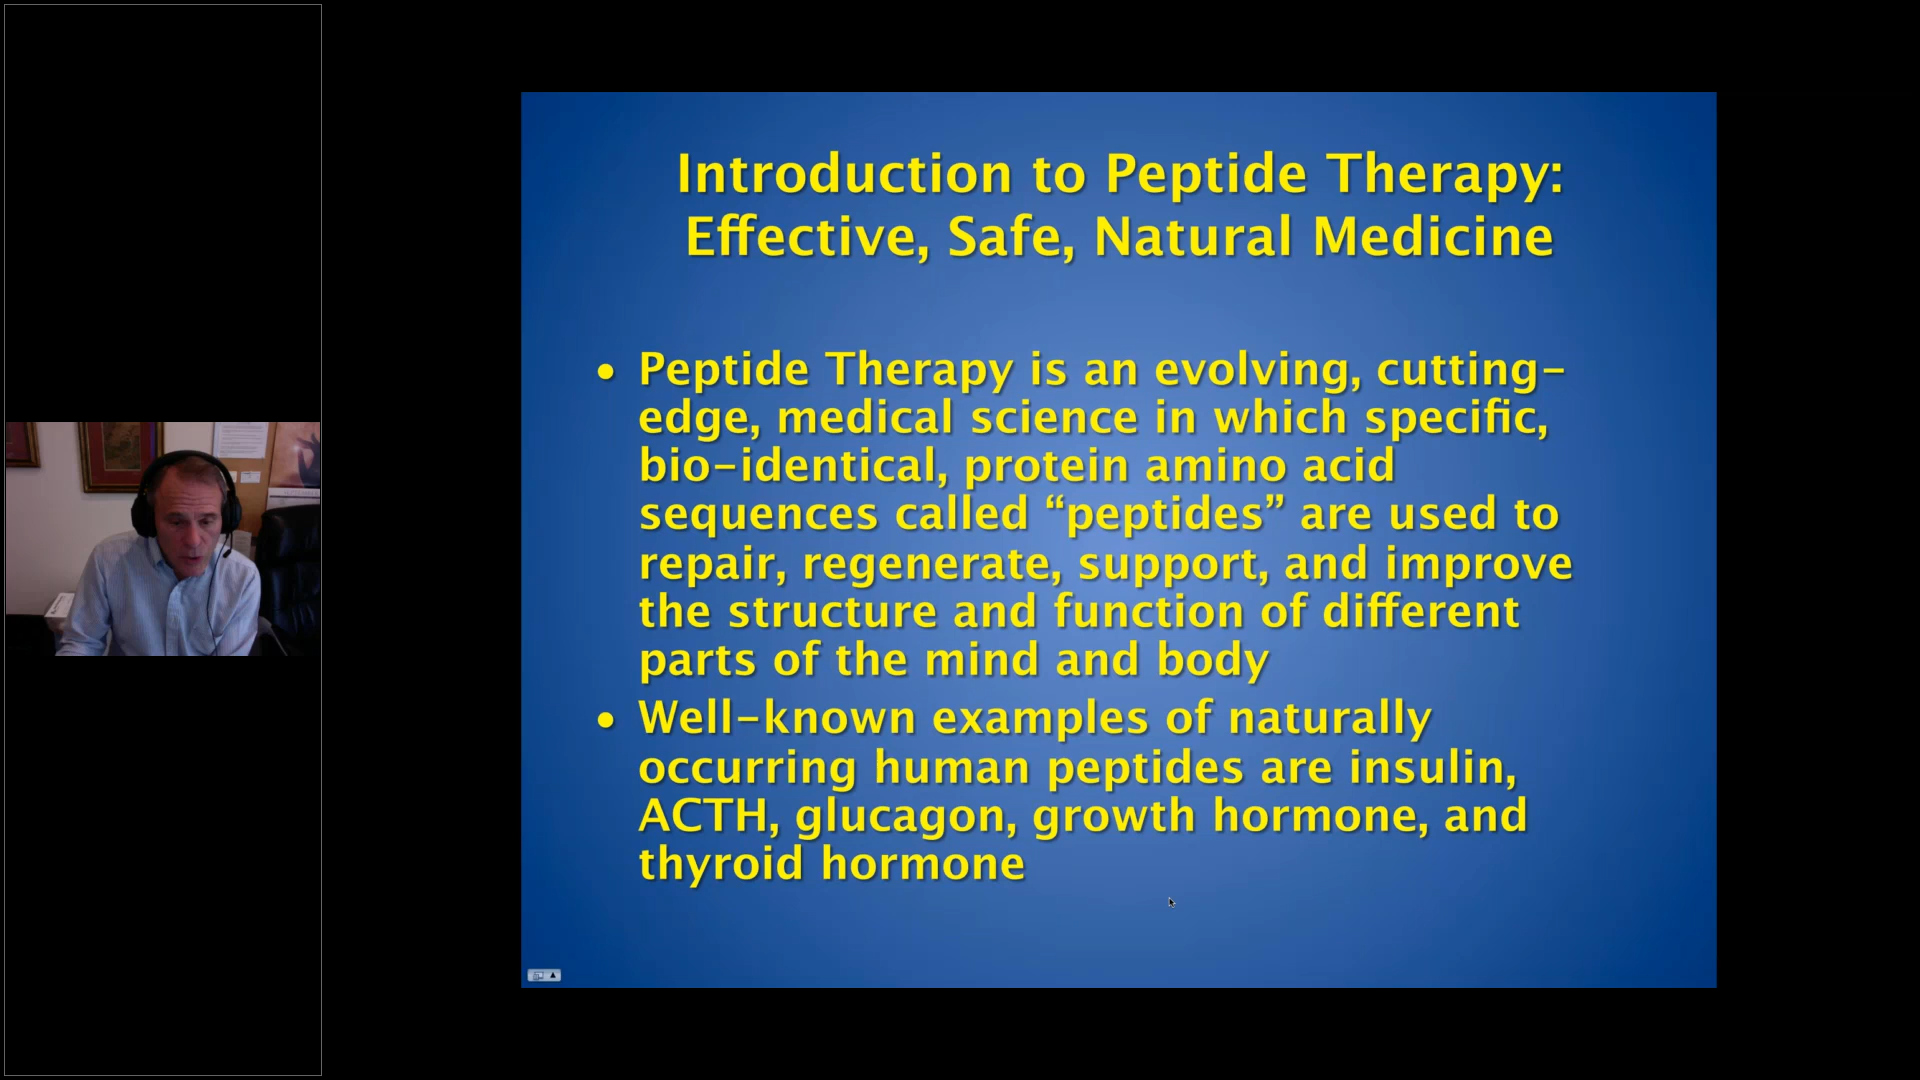 Introduction to Peptide Therapy:
Effective, Safe, Natural Medicine
• Peptide Therapy is an evolving, cutting-
edge, medical science in which specific,
bio-identical, protein amino acid
sequences called “peptides” are used to
repair, regenerate, support, and improve
the structure and function of different
parts of the mind and body
• Well-known examples of naturally
occurring human peptides are insulin,
ACTH, glucagon, growth hormone, and
thyroid hormone